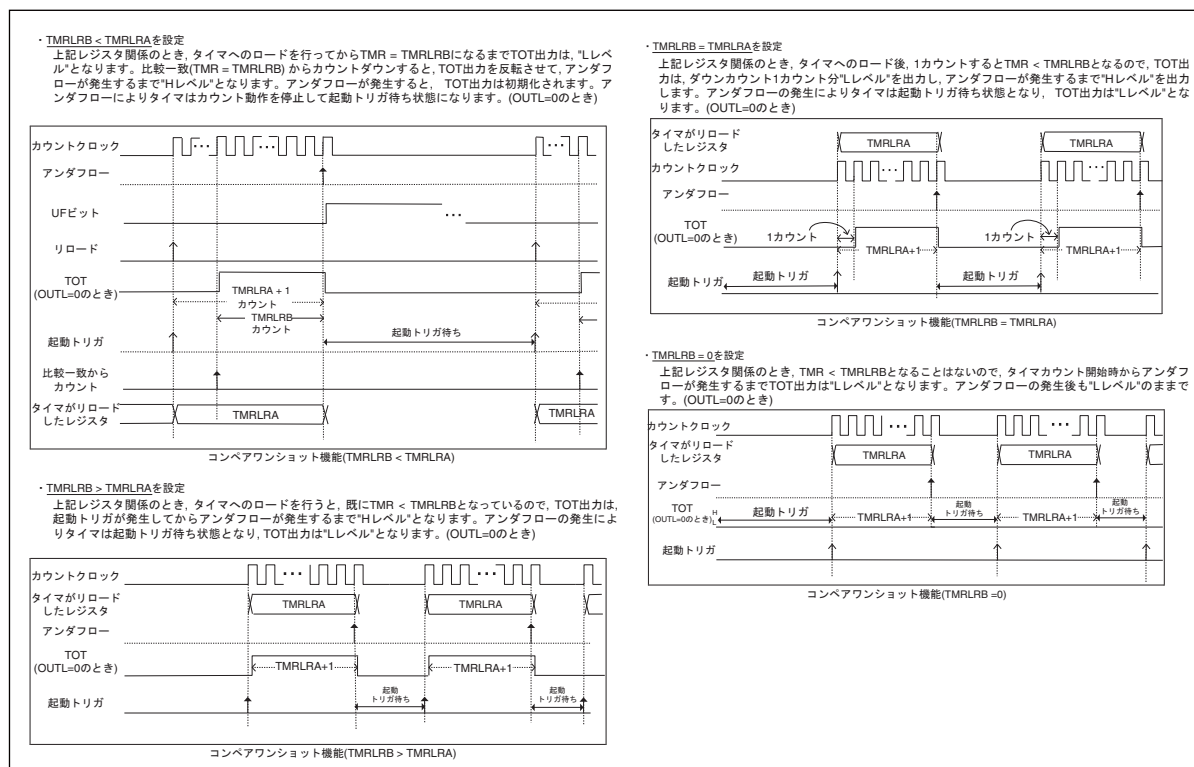 ・TMRLRB < TMRLRAを設定
上記レジスタ関係のとき, タイマへのロードを行ってからTMR = TMRLRBになるまでTOT出力は, "Lレベ
ル"となります。比較一致(TMR = TMRLRB) からカウントダウンすると, TOT出力を反転させて, アンダフ
ローが発生するまで"Hレベル"となります。アンダフローが発生すると, TOT出力は初期化されます。ア
ンダフローによりタイマはカウント動作を停止して起動トリガ待ち状態になります。(OUTL=0のとき)
カウントクロック
アンダフロー
UFビット
リロード
TOT
(OUTL=0のとき)
TMRLRA + 1
カウント
TMRLRB
カウント
起動トリガ
起動トリガ待ち
比較一致から
カウント
タイマがリロード
したレジスタ
TMRLRA
TMRLRA
コンペアワンショット機能(TMRLRB < TMRLRA)
・TMRLRB > TMRLRAを設定
上記レジスタ関係のとき, タイマへのロードを行うと, 既にTMR < TMRLRBとなっているので, TOT出力は,
起動トリガが発生してからアンダフローが発生するまで"Hレベル"となります。アンダフローの発生によ
りタイマは起動トリガ待ち状態となり, TOT出力は"Lレベル"となります。(OUTL=0のとき)
カウントクロック
タイマがリロード
したレジスタ
TMRLRA
TMRLRA
アンダフロー
TOT
(OUTL=0のとき)
TMRLRA+1
TMRLRA+1
起動トリガ
起動
トリガ待ち
起動
トリガ待ち
コンペアワンショット機能(TMRLRB > TMRLRA)
・TMRLRB = TMRLRAを設定
上記レジスタ関係のとき, タイマへのロード後, 1カウントするとTMR < TMRLRBとなるので, TOT出
力は, ダウンカウント1カウント分"Lレベル"を出力し, アンダフローが発生するまで"Hレベル"を出力
します。アンダフローの発生によりタイマは起動トリガ待ち状態となり, TOT出力は"Lレベル"とな
ります。(OUTL=0のとき)
タイマがリロード
したレジスタ
TMRLRA
TMRLRA
カウントクロック
アンダフロー
TOT
(OUTL=0のとき)
1カウント
TMRLRA+1
1カウント
TMRLRA+1
起動トリガ
起動トリガ
起動トリガ
コンペアワンショット機能(TMRLRB = TMRLRA)
・TMRLRB = 0を設定
上記レジスタ関係のとき, TMR < TMRLRBとなることはないので, タイマカウント開始時からアンダフ
ローが発生するまでTOT出力は"Lレベル"となります。アンダフローの発生後も"Lレベル"のままで
す。(OUTL=0のとき)
カウントクロック
タイマがリロード
したレジスタ
TMRLRA
TMRLRA
アンダフロー
TOT
(OUTL=0のとき)
H
L
起動トリガ
TMRLRA+1
起動
トリガ待ち
TMRLRA+1
起動
トリガ待ち
起動トリガ
コンペアワンショット機能(TMRLRB =0)